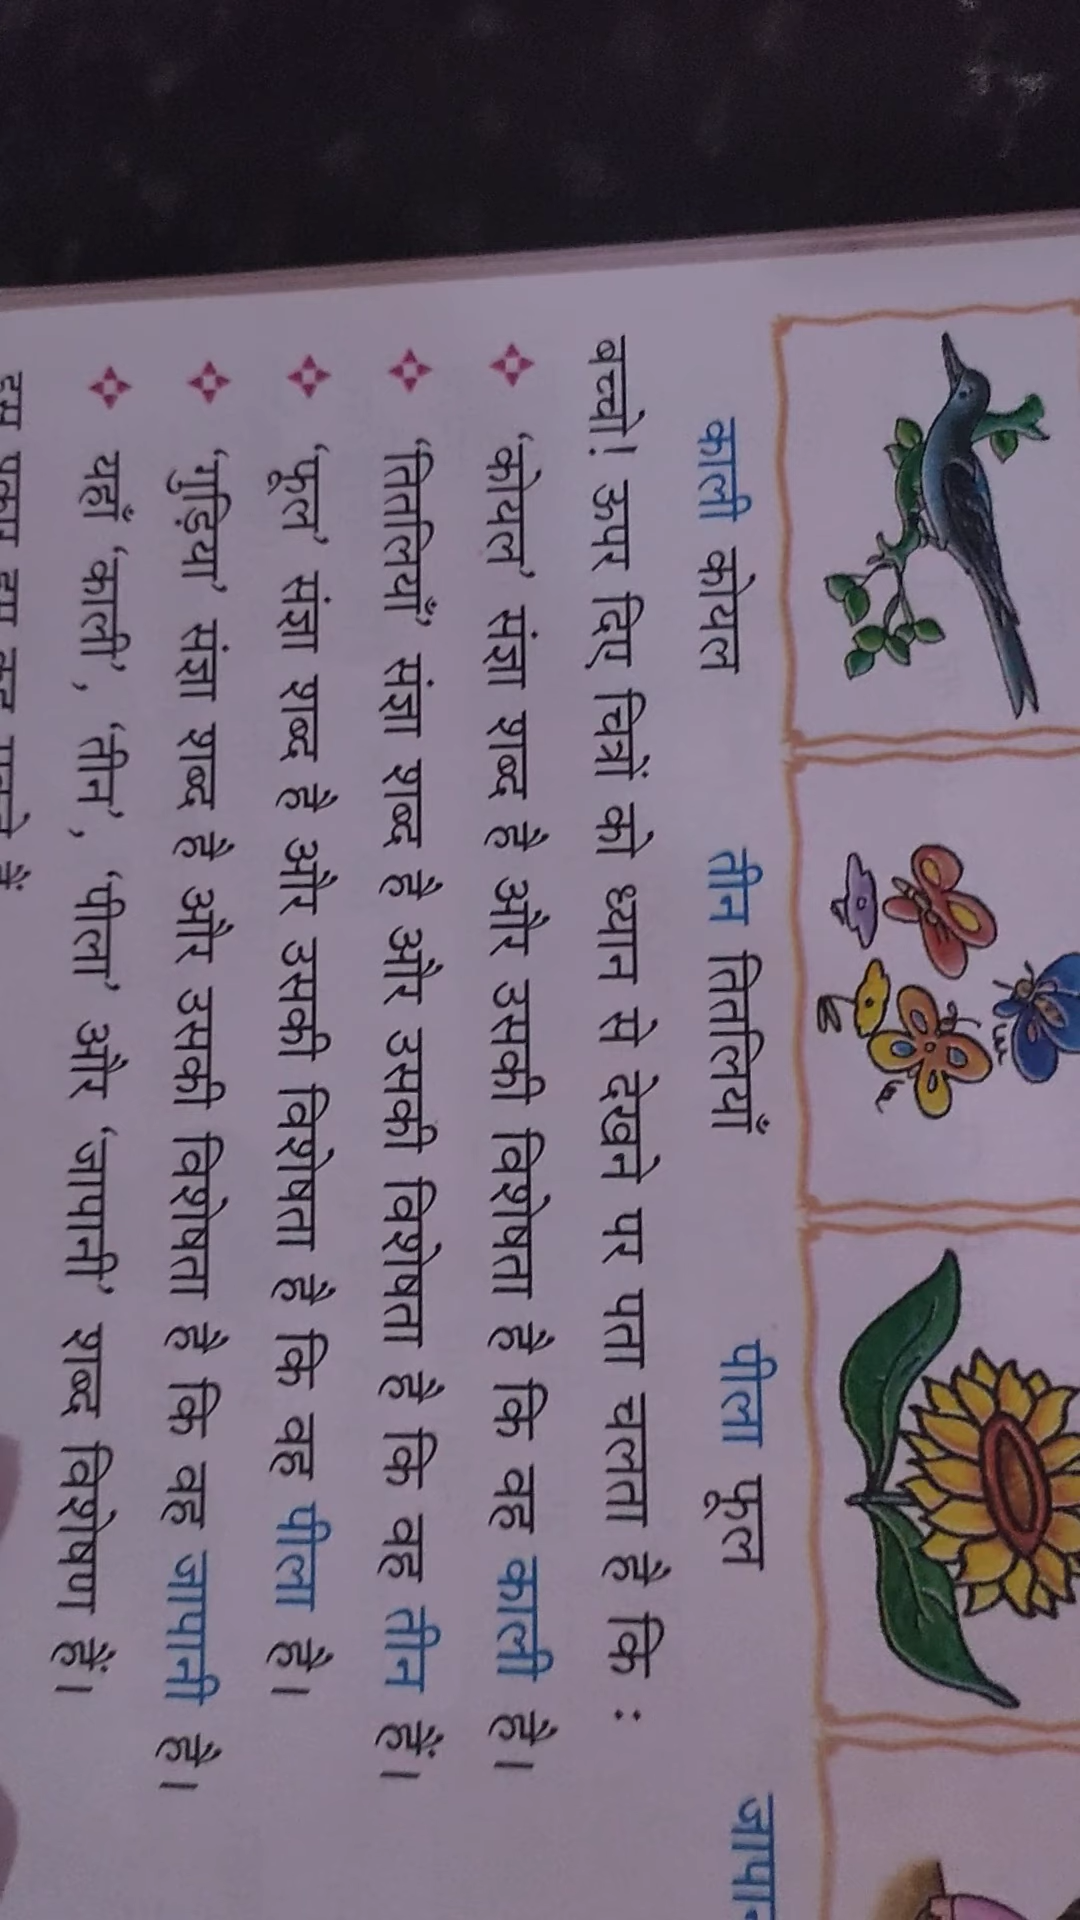 काली कोयल तीन तितलियाँ पीला फूल
बच्चो! ऊपर दिए चित्रों को ध्यान से देखने पर पता चलता है कि :
‘कोयल’ संज्ञा शब्द है और उसकी विशेषता है कि वह काली है।
‘तितलियाँ’ संज्ञा शब्द है और उसकी विशेषता है कि वह तीन हैं।
‘फूल’ संज्ञा शब्द है और उसकी विशेषता है कि वह पीला है।
‘गुड़िया’ संज्ञा शब्द है और उसकी विशेषता है कि वह जापानी है।
यहाँ ‘काली’, ‘तीन’, ‘पीला’ और ‘जापानी’ शब्द विशेषण हैं।